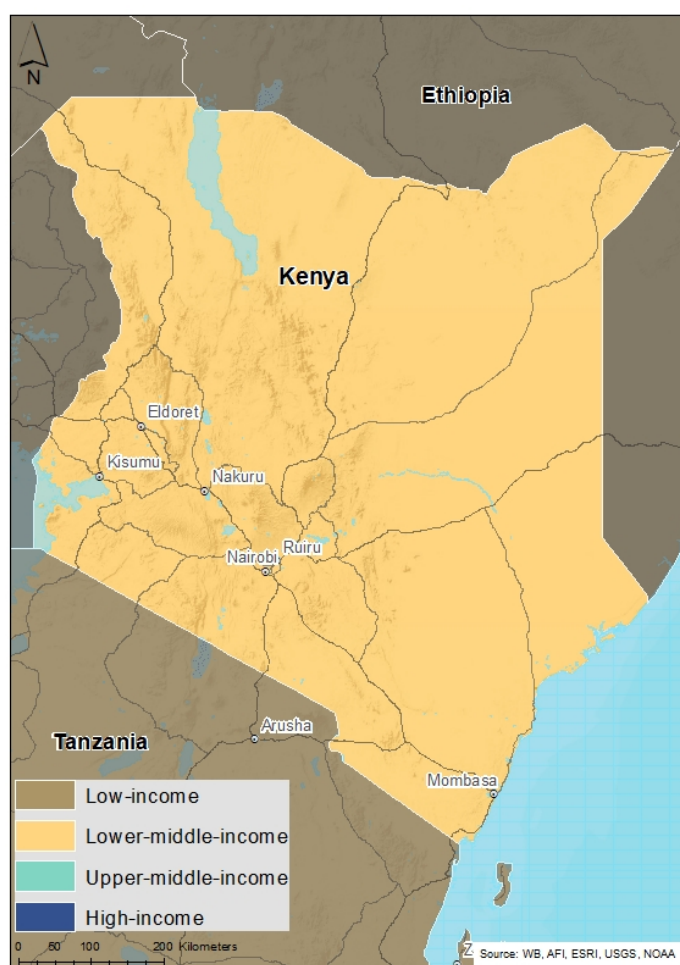 N
Ethiopia
Kenya
Eldoret
Kisumu
Nakuru
Ruiru
Nairobi
Arusha
Tanzania
Mombasa
Low-income
Lower-middle-income
Upper-middle-income
High-income
0 50 100 200 Kilometers
Z
Source: WB, AFI, ESRI, USGS, NOAA